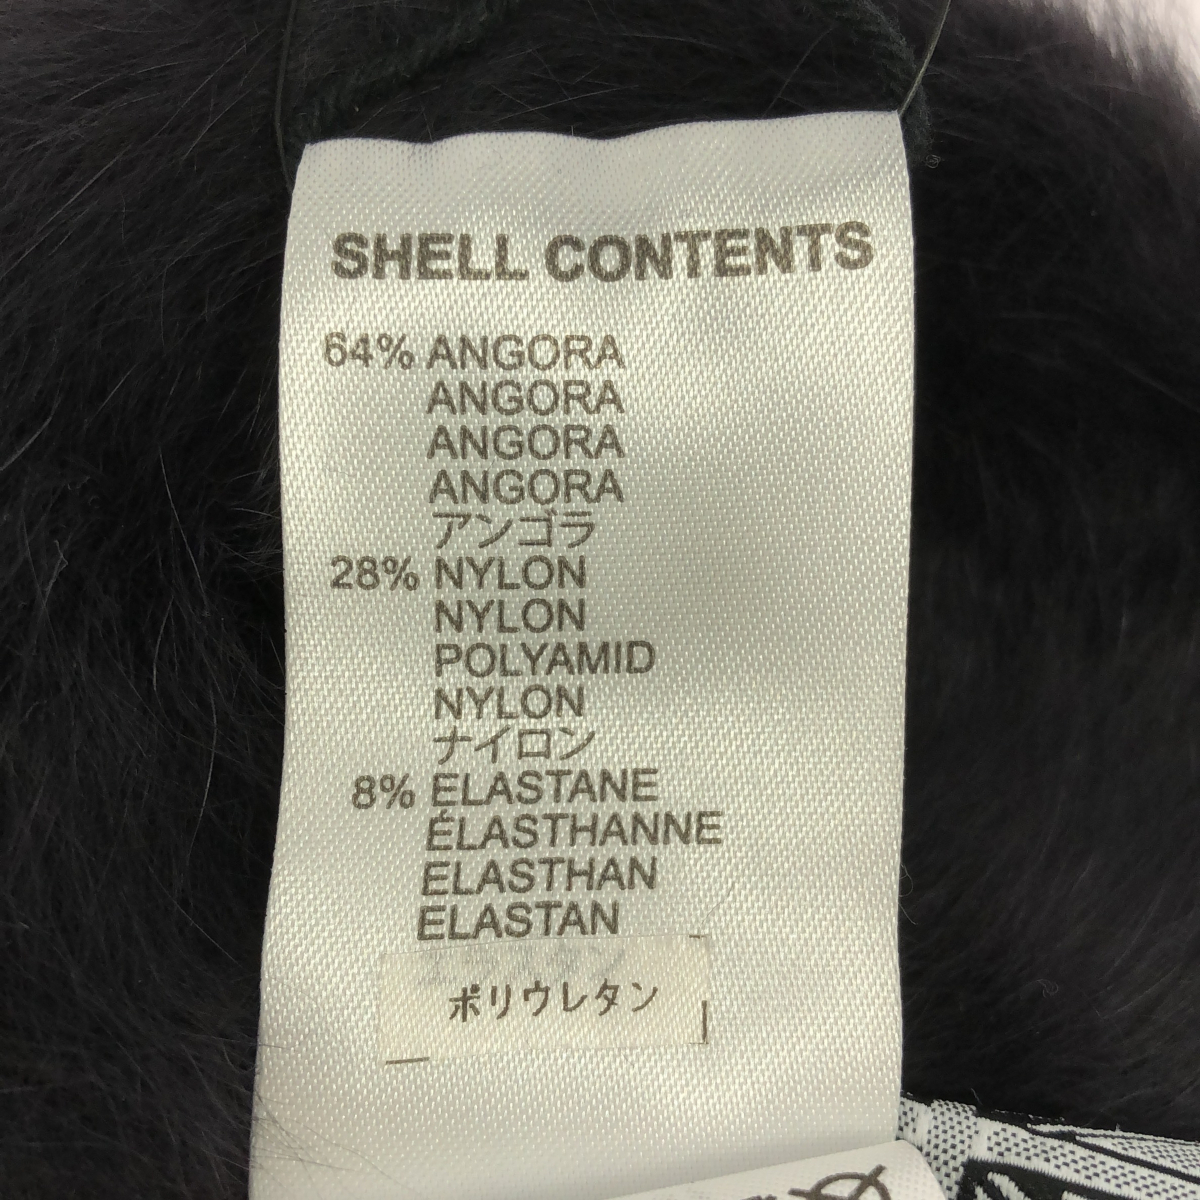 SHELL CONTENTS
64% ANGORA
ANGORA
ANGORA
ANGORA
アンゴラ
28% NYLON
NYLON
POLYAMID
NYLON
ナイロン
8% ELASTANE
ÉLASTHANNE
ELASTHAN
ELASTAN
ポリウレタン